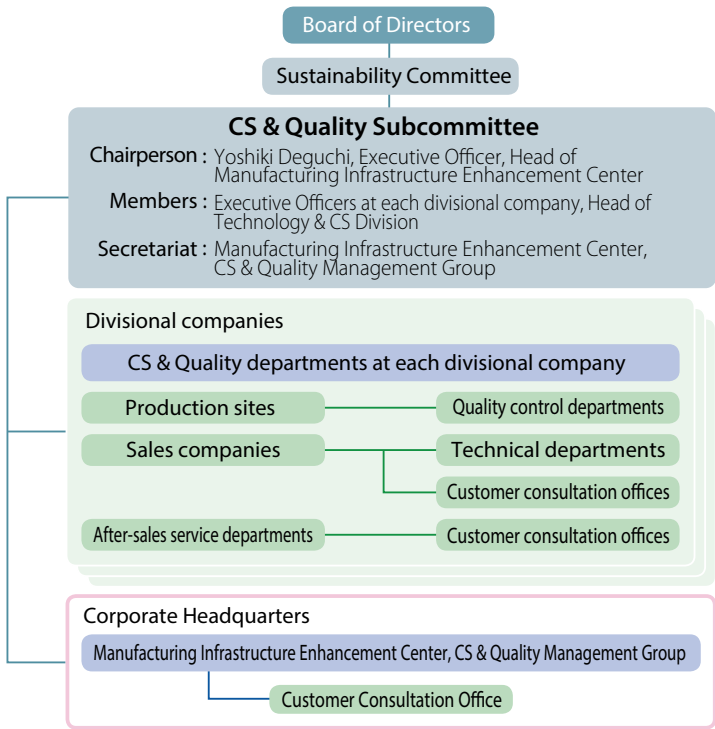 Board of Directors
Sustainability Committee
CS & Quality Subcommittee
Chairperson : Yoshiki Deguchi, Executive Officer, Head of
Manufacturing Infrastructure Enhancement Center
Members : Executive Officers at each divisional company, Head of
Technology & CS Division
Secretariat : Manufacturing Infrastructure Enhancement Center,
CS & Quality Management Group
Divisional companies
CS & Quality departments at each divisional company
Production sites
Quality control departments
Sales companies
Technical departments
Customer consultation offices
After-sales service departments
Customer consultation offices
Corporate Headquarters
Manufacturing Infrastructure Enhancement Center, CS & Quality Management Group
Customer Consultation Office